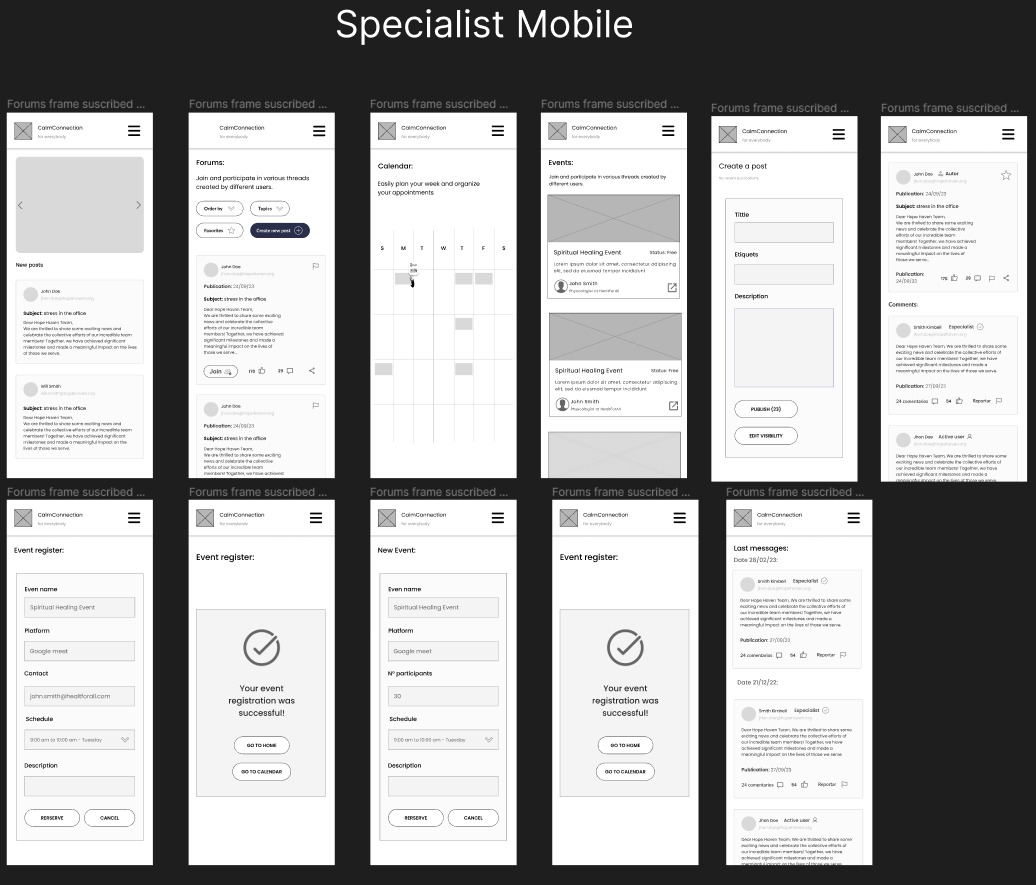 Specialist Mobile
Forums frame suscribed ...
CalmConnection
for everybody
New posts
John Doe
Subject: stress in the office
Dear Hope Haven Team,
We are thrilled to share some exciting news and
celebrate the collective efforts of our incredible team
members! Together, we have achieved significant
milestones and made a meaningful impact on the lives
of those we serve.
Will Smith
Subject: stress in the office
Dear Hope Haven Team,
We are thrilled to share some exciting news and
celebrate the collective efforts of our incredible team
members! Together, we have achieved significant
milestones and made a meaningful impact on the lives
of those we serve.
Forums frame suscribed ...
CalmConnection
for everybody
Forums:
Join and participate in various threads
created by different users.
Order by
Topics
Favorites
Create new post
John Doe
Publication: 24/09/23
Subject: stress in the office
Dear Hope Haven Team,
We are thrilled to share some exciting
news and celebrate the collective
efforts of our incredible team
members! Together, we have achieved
significant milestones and made a
meaningful impact on the lives of
those we serve...
Join
176
29
John Doe
Publication: 24/09/23
Subject: stress in the office
Dear Hope Haven Team,
We are thrilled to share some exciting
news and celebrate the collective
efforts of our incredible team
members! Together, we have achieved
Forums frame suscribed ...
CalmConnection
for everybody
Calendar:
Easily plan your week and organize
your appointments
S M T W T F S
Forums frame suscribed ...
CalmConnection
for everybody
Events:
Join and participate in various threads created by
different users.
Spiritual Healing Event
Status: Free
Lorem ipsum dolor sit amet, consectetur adipiscing
elit, sed do eiusmod tempor incididunt
John Smith
Spiritual Healing Event
Status: Free
Lorem ipsum dolor sit amet, consectetur adipiscing
elit, sed do eiusmod tempor incididunt
John Smith
Forums frame suscribed ...
CalmConnection
for everybody
Create a post
Tittle
Etiquets
Description
PUBLISH (23)
EDIT VISIBILITY
Forums frame suscribed ...
CalmConnection
for everybody
John Doe
Autor
Publication: 24/09/23
Subject: stress in the office
Dear Hope Haven Team,
We are thrilled to share some
exciting news and celebrate the
collective efforts of our incredible
team members! Together, we have
achieved significant milestones
and made a meaningful impact on
the lives of those we serve.
Publication:
24/09/23
176
29
Comments:
Smith Kimbell
Especialist
Dear Hope Haven Team, We are thrilled to share some
exciting news and celebrate the collective efforts of
our incredible team members! Together, we have
achieved significant milestones and made a
meaningful impact on the lives of those we serve.
Publication: 27/09/23
24 comentarios
54
Reportar
Jhon Doe
Active user
Dear Hope Haven Team, We are thrilled to share some
exciting news and celebrate the collective efforts of
our incredible team members! Together, we have
achieved significant milestones and made a
meaningful impact on the lives of those we serve.
Forums frame suscribed ...
CalmConnection
for everybody
Event register:
Even name
Spiritual Healing Event
Platform
Google meet
Contact
john.smith@healtforall.com
Schedule
9:00 am to 10:00 am - Tuesday
Description
RERSERVE
CANCEL
Forums frame suscribed ...
CalmConnection
for everybody
Event register:
Your event
registration was
successful!
GO TO HOME
GO TO CALENDAR
Forums frame suscribed ...
CalmConnection
for everybody
New Event:
Even name
Spiritual Healing Event
Platform
Google meet
Nº participants
30
Schedule
9:00 am to 10:00 am - Tuesday
Description
RERSERVE
CANCEL
Forums frame suscribed ...
CalmConnection
for everybody
Event register:
Your event
registration was
successful!
GO TO HOME
GO TO CALENDAR
Forums frame suscribed ...
CalmConnection
for everybody
Last messages:
Date 28/02/23:
Smith Kimbell
Especialist
Dear Hope Haven Team, We are thrilled to share some
exciting news and celebrate the collective efforts of
our incredible team members! Together, we have
achieved significant milestones and made a
meaningful impact on the lives of those we serve.
Publication: 27/09/23
24 comentarios
54
Reportar
Date 21/12/22:
Smith Kimbell
Especialist
Dear Hope Haven Team, We are thrilled to share some
exciting news and celebrate the collective efforts of
our incredible team members! Together, we have
achieved significant milestones and made a
meaningful impact on the lives of those we serve.
Publication: 27/09/23
24 comentarios
54
Reportar
Jhon Doe
Active user
Dear Hope Haven Team, We are thrilled to share some
exciting news and celebrate the collective efforts of
our incredible team members! Together, we have
achieved significant milestones and made a
meaningful impact on the lives of those we serve.